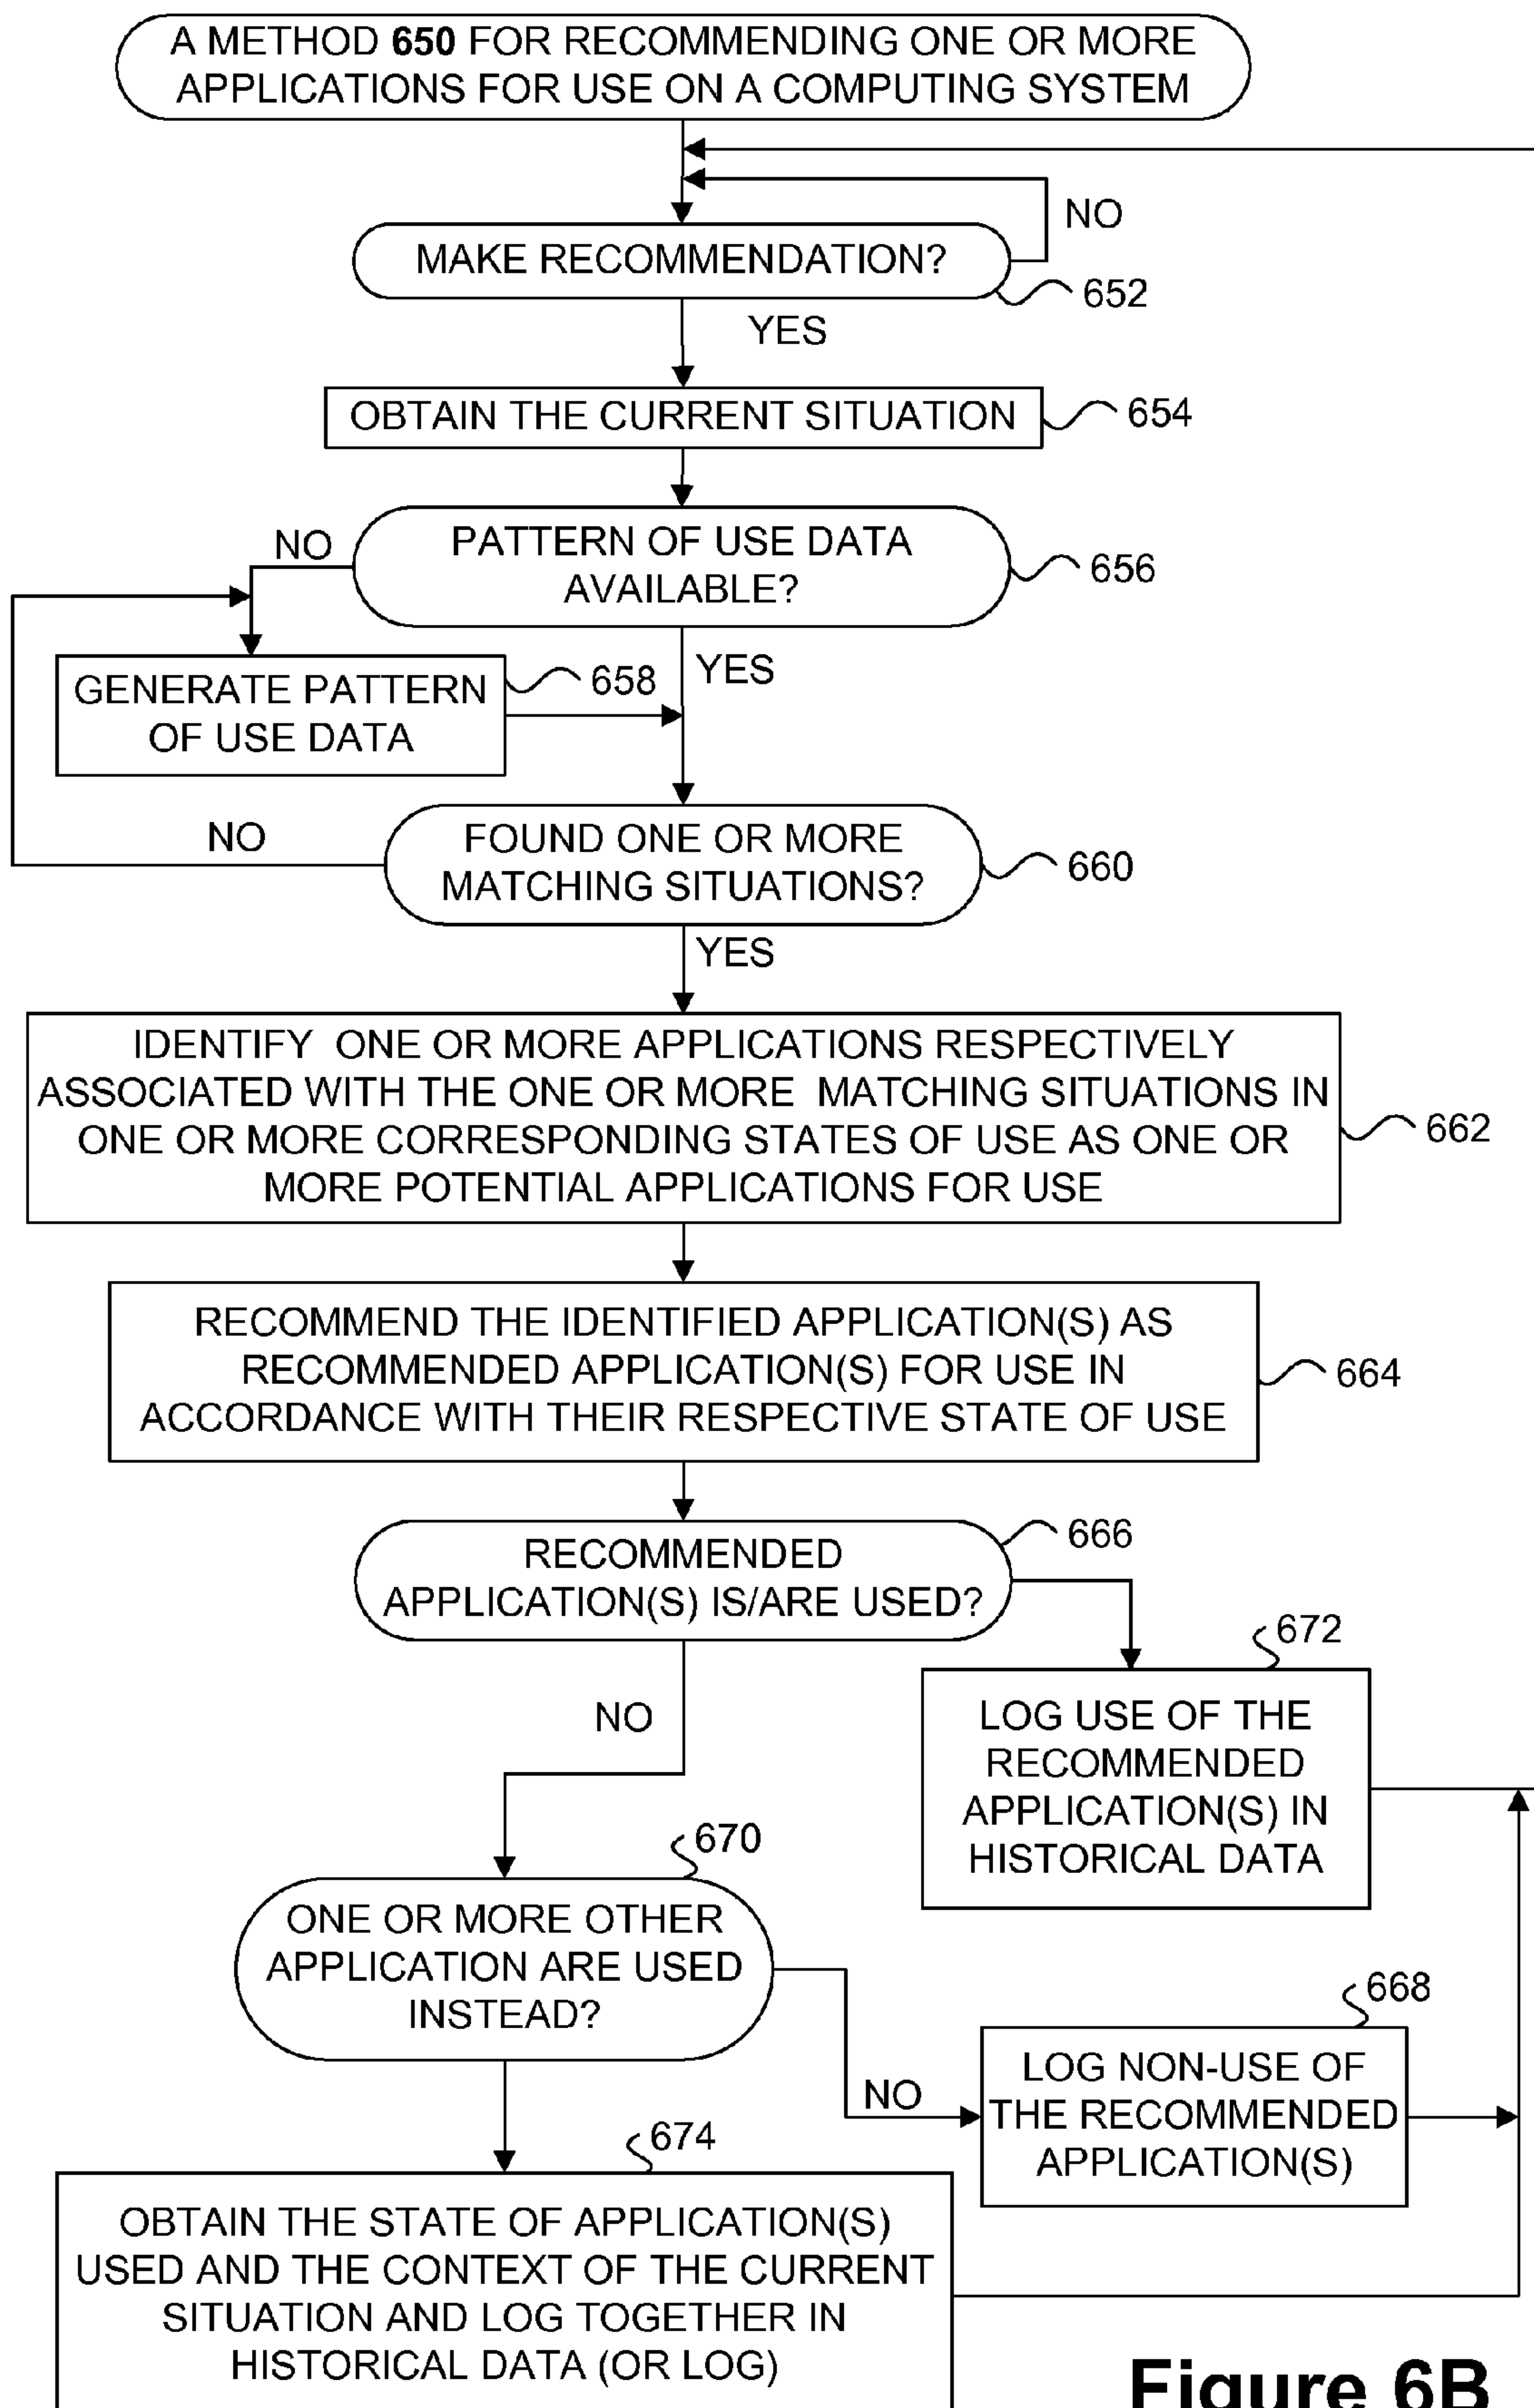 A METHOD 650 FOR RECOMMENDING ONE OR MORE
APPLICATIONS FOR USE ON A COMPUTING SYSTEM
NO
MAKE RECOMMENDATION?
652
YES
OBTAIN THE CURRENT SITUATION
654
NO
PATTERN OF USE DATA
AVAILABLE?
656
YES
GENERATE PATTERN
OF USE DATA
658
NO
FOUND ONE OR MORE
MATCHING SITUATIONS?
660
YES
IDENTIFY ONE OR MORE APPLICATIONS RESPECTIVELY
ASSOCIATED WITH THE ONE OR MORE MATCHING SITUATIONS IN
ONE OR MORE CORRESPONDING STATES OF USE AS ONE OR
MORE POTENTIAL APPLICATIONS FOR USE
662
RECOMMEND THE IDENTIFIED APPLICATION(S) AS
RECOMMENDED APPLICATION(S) FOR USE IN
ACCORDANCE WITH THEIR RESPECTIVE STATE OF USE
664
RECOMMENDED
APPLICATION(S) IS/ARE USED?
666
NO
672
LOG USE OF THE
RECOMMENDED
APPLICATION(S) IN
HISTORICAL DATA
670
ONE OR MORE OTHER
APPLICATION ARE USED
INSTEAD?
NO
668
LOG NON-USE OF
THE RECOMMENDED
APPLICATION(S)
674
OBTAIN THE STATE OF APPLICATION(S)
USED AND THE CONTEXT OF THE CURRENT
SITUATION AND LOG TOGETHER IN
HISTORICAL DATA (OR LOG)
Figure 6B